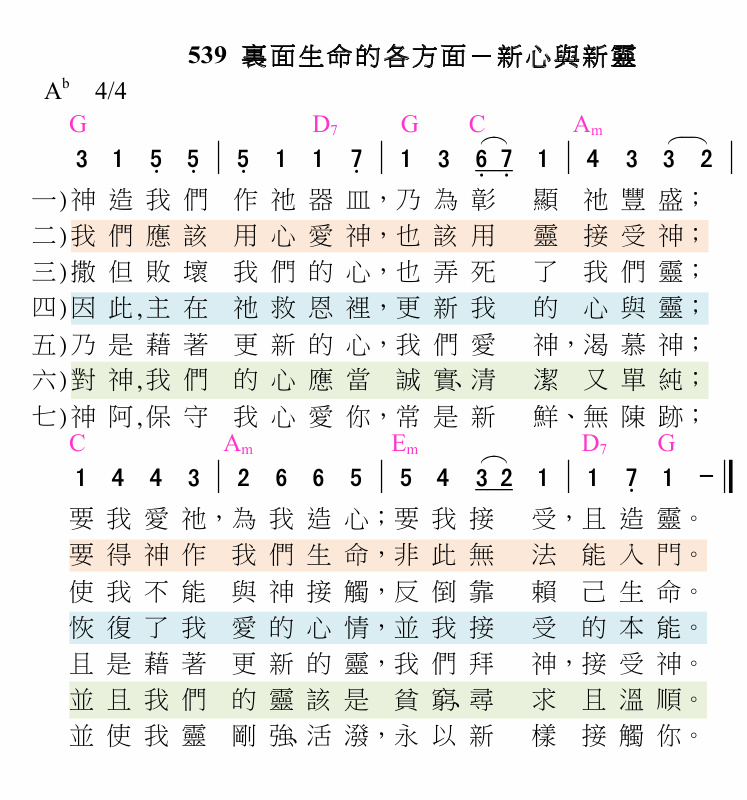 539 裏面生命的各方面－新心與新靈
Ab 4/4
G D7 G C Am
3 1 5 5 | 5 1 1 7 | 1 3 6 7 1 | 4 3 3 2 |
一)神造我們 作祂器皿，乃為彰 顯 祂豐盛；
二)我們應該 用心愛神，也該用 靈 接受神；
三)撒但敗壞 我們的心，也弄死 了 我們靈；
四)因此,主在 祂救恩裡，更新我 的 心與靈；
五)乃是藉著 更新的心，我們愛 神，渴慕神；
六)對神,我們 的心應當 誠實、清 潔 又單純；
七)神阿,保守 我心愛你，常是新 鮮、無陳跡；
C Am Em D7 G
1 4 4 3 | 2 6 6 5 | 5 4 3 2 1 | 1 7 1 －
要我愛祂，為我造心；要我接 受，且造靈。
要得神作 我們生命，非此無 法 能入門。
使我不能 與神接觸，反倒靠 賴 己生命。
恢復了我 愛的心情，並我接 受 的本能。
且是藉著 更新的靈，我們拜 神，接受神。
並且我們 的靈該是 貧窮、尋 求 且溫順。
並使我靈 剛強、活潑，永以新 樣 接觸你。